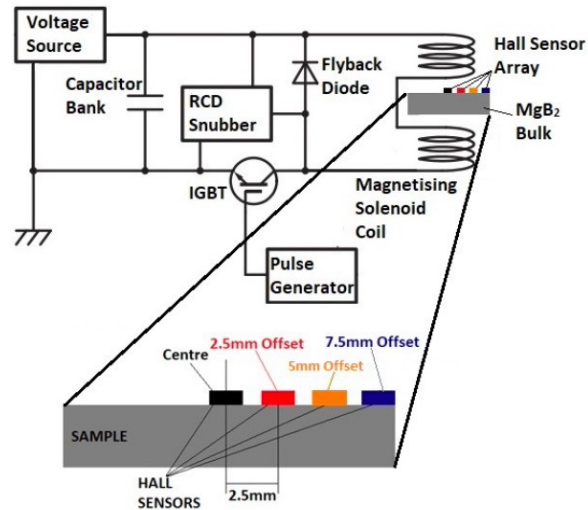 Voltage
Source
Capacitor
Bank
RCD
Snubber
Flyback
Diode
Hall Sensor
Array
MgB₂
Bulk
IGBT
Magnetising
Solenoid
Coil
Pulse
Generator
Centre
2.5mm Offset
5mm Offset
7.5mm Offset
SAMPLE
HALL
SENSORS
2.5mm